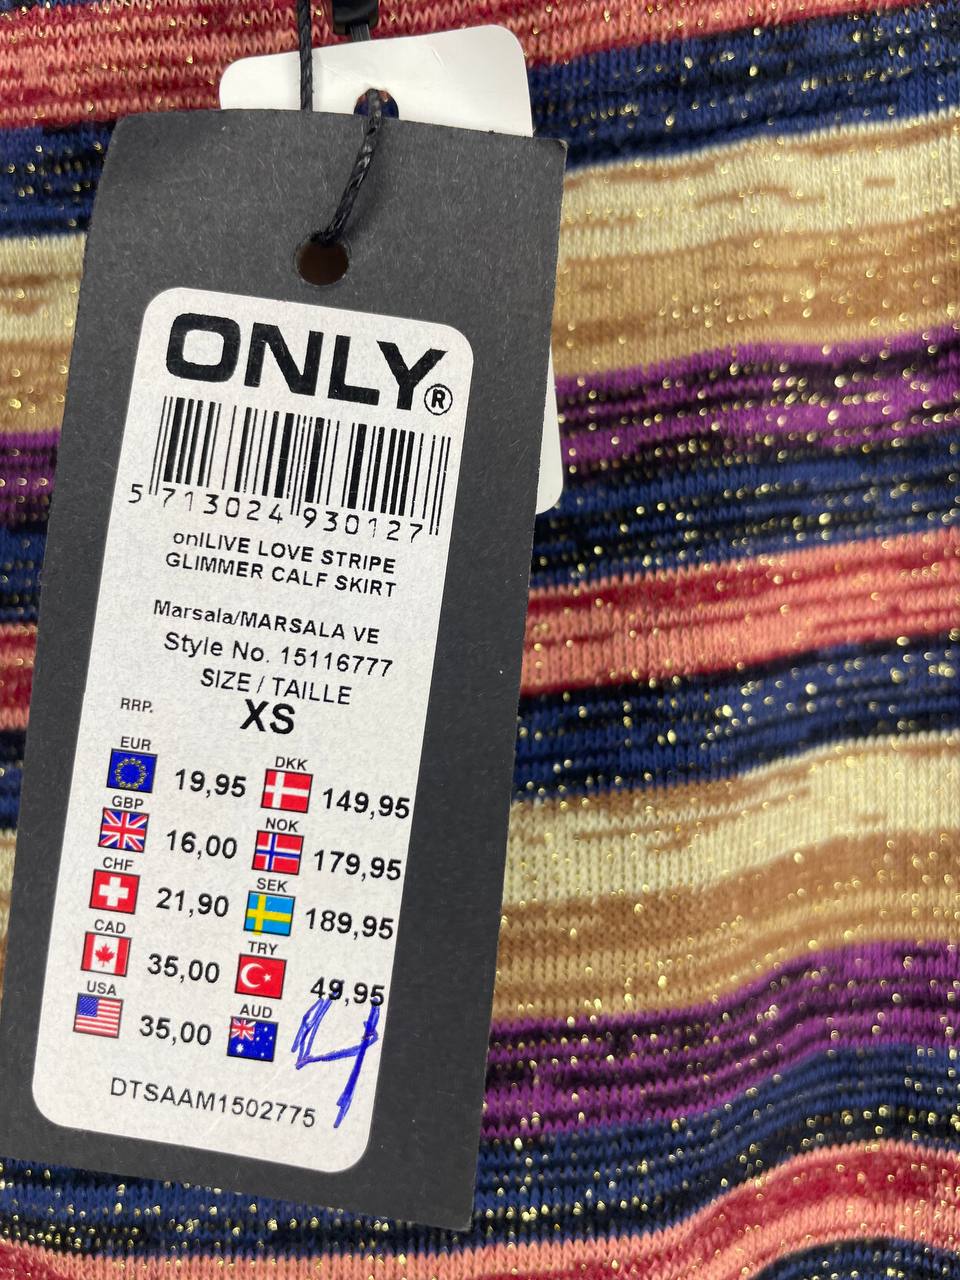 ONLY®
5 713024 930127
onlLIVE LOVE STRIPE
GLIMMER CALF SKIRT
Marsala/MARSALA VE
Style No. 15116777
SIZE / TAILLE
XS
RRP.
EUR 19,95 DKK 149,95
GBP 16,00 NOK 179,95
CHF 21,90 SEK 189,95
CAD 35,00 TRY 49,95
USA 35,00 AUD
4
DTSAAM1502775